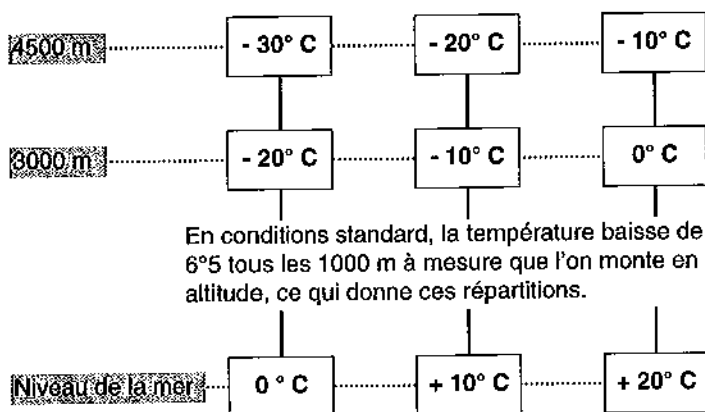 4500 m - 30° C - 20° C - 10° C
3000 m - 20° C - 10° C 0° C
En conditions standard, la température baisse de
6°5 tous les 1000 m à mesure que l'on monte en
altitude, ce qui donne ces répartitions.
Niveau de la mer 0 ° C + 10° C + 20° C